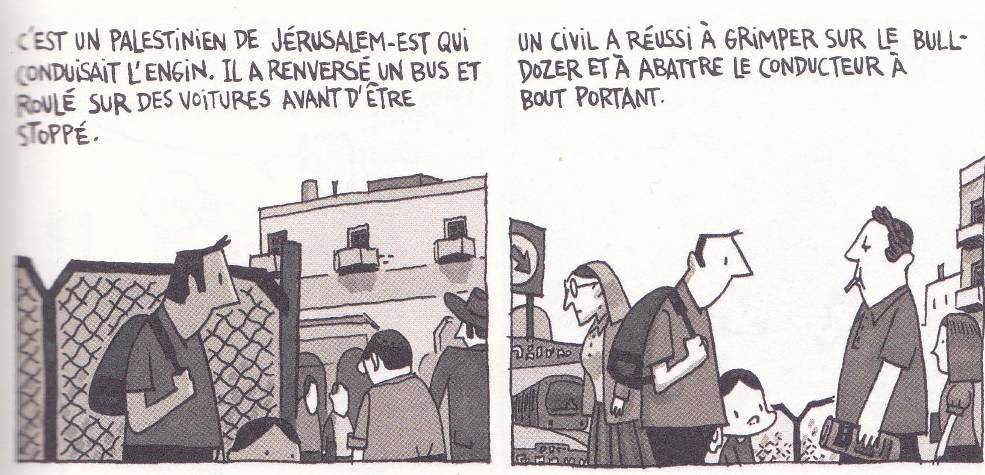 C'EST UN PALESTINIEN DE JÉRUSALEM-EST QUI
CONDUISAIT L'ENGIN. IL A RENVERSÉ UN BUS ET
ROULÉ SUR DES VOITURES AVANT D'ÊTRE
STOPPÉ.
UN CIVIL A RÉUSSI À GRIMPER SUR LE BULL-
DOZER ET À ABATTRE LE CONDUCTEUR À
BOUT PORTANT.